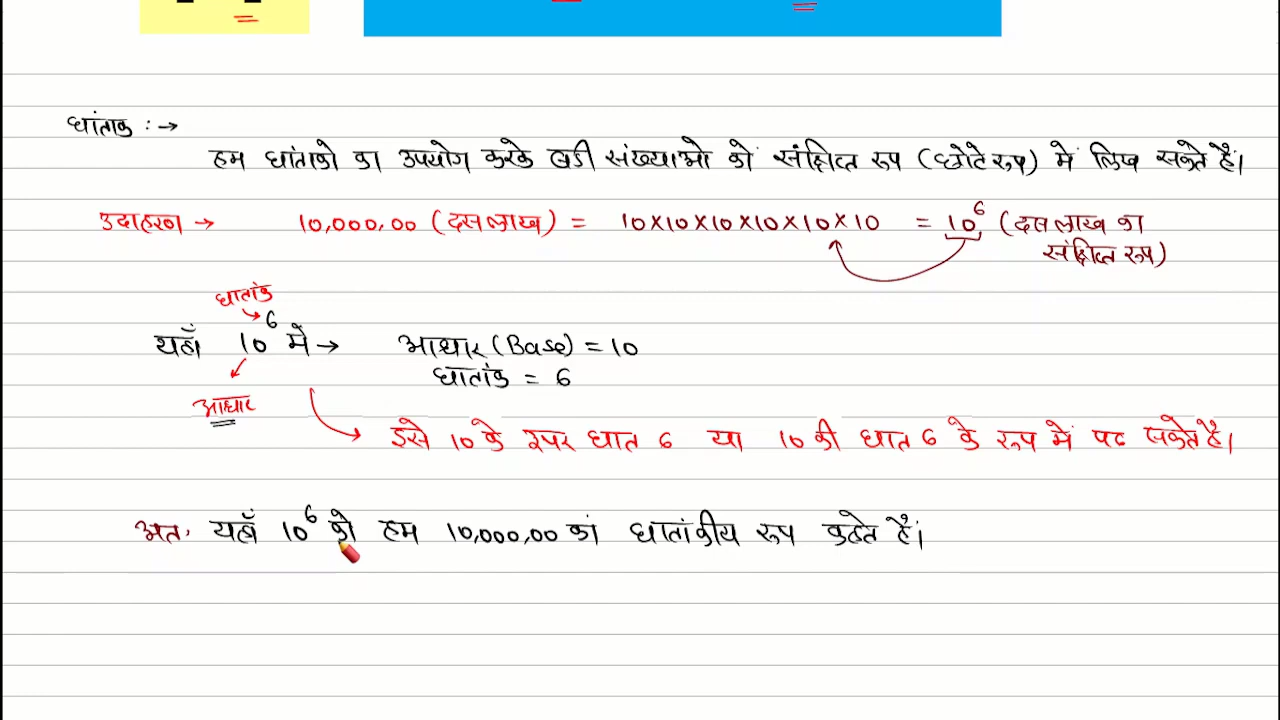 घांताक :→
हम घांताको का उपयोग करके बडी संख्याओ को संक्षिप्त रूप (छोटे रूप) में लिख सकते हैं।
उदाहरण → 10,000,00 (दस लाख) = 10×10×10×10×10×10 = 10⁶ (दस लाख का
संक्षिप्त रूप)
घातांक
यहाँ 10⁶ में → आधार (Base) = 10
घातांक = 6
आधार
इसे 10 के उपर घात 6 या 10 की घात 6 के रूप में पढ सकते है।
अत. यहाँ 10⁶ को हम 10,000,00 कां घातांकीय रूप कहते हैं।